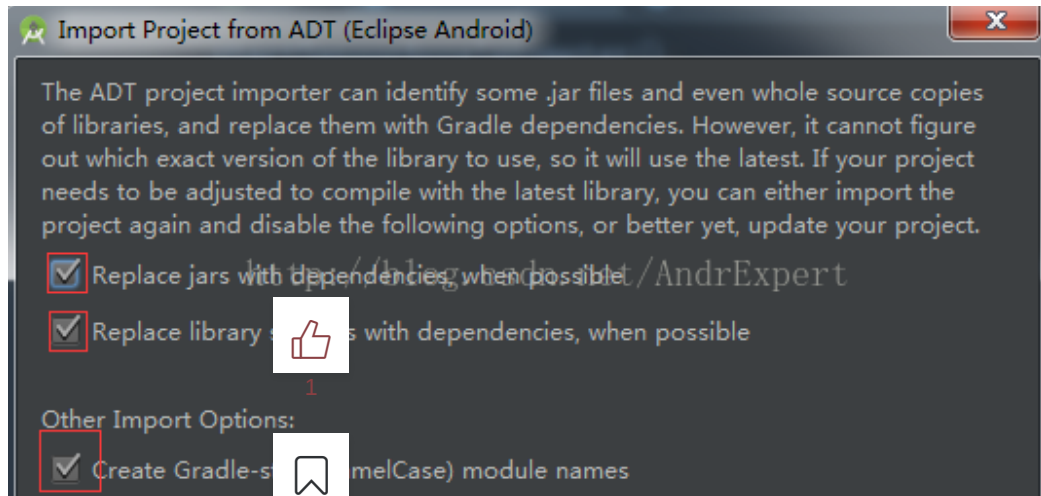 Import Project from ADT (Eclipse Android)
The ADT project importer can identify some .jar files and even whole source copies
of libraries, and replace them with Gradle dependencies. However, it cannot figure
out which exact version of the library to use, so it will use the latest. If your project
needs to be adjusted to compile with the latest library, you can either import the
project again and disable the following options, or better yet, update your project.
Replace jars with dependencies, when possible
http://blog.csdn.net/AndrExpert
Replace library s with dependencies, when possible
1
Other Import Options:
Create Gradle-s melCase) module names